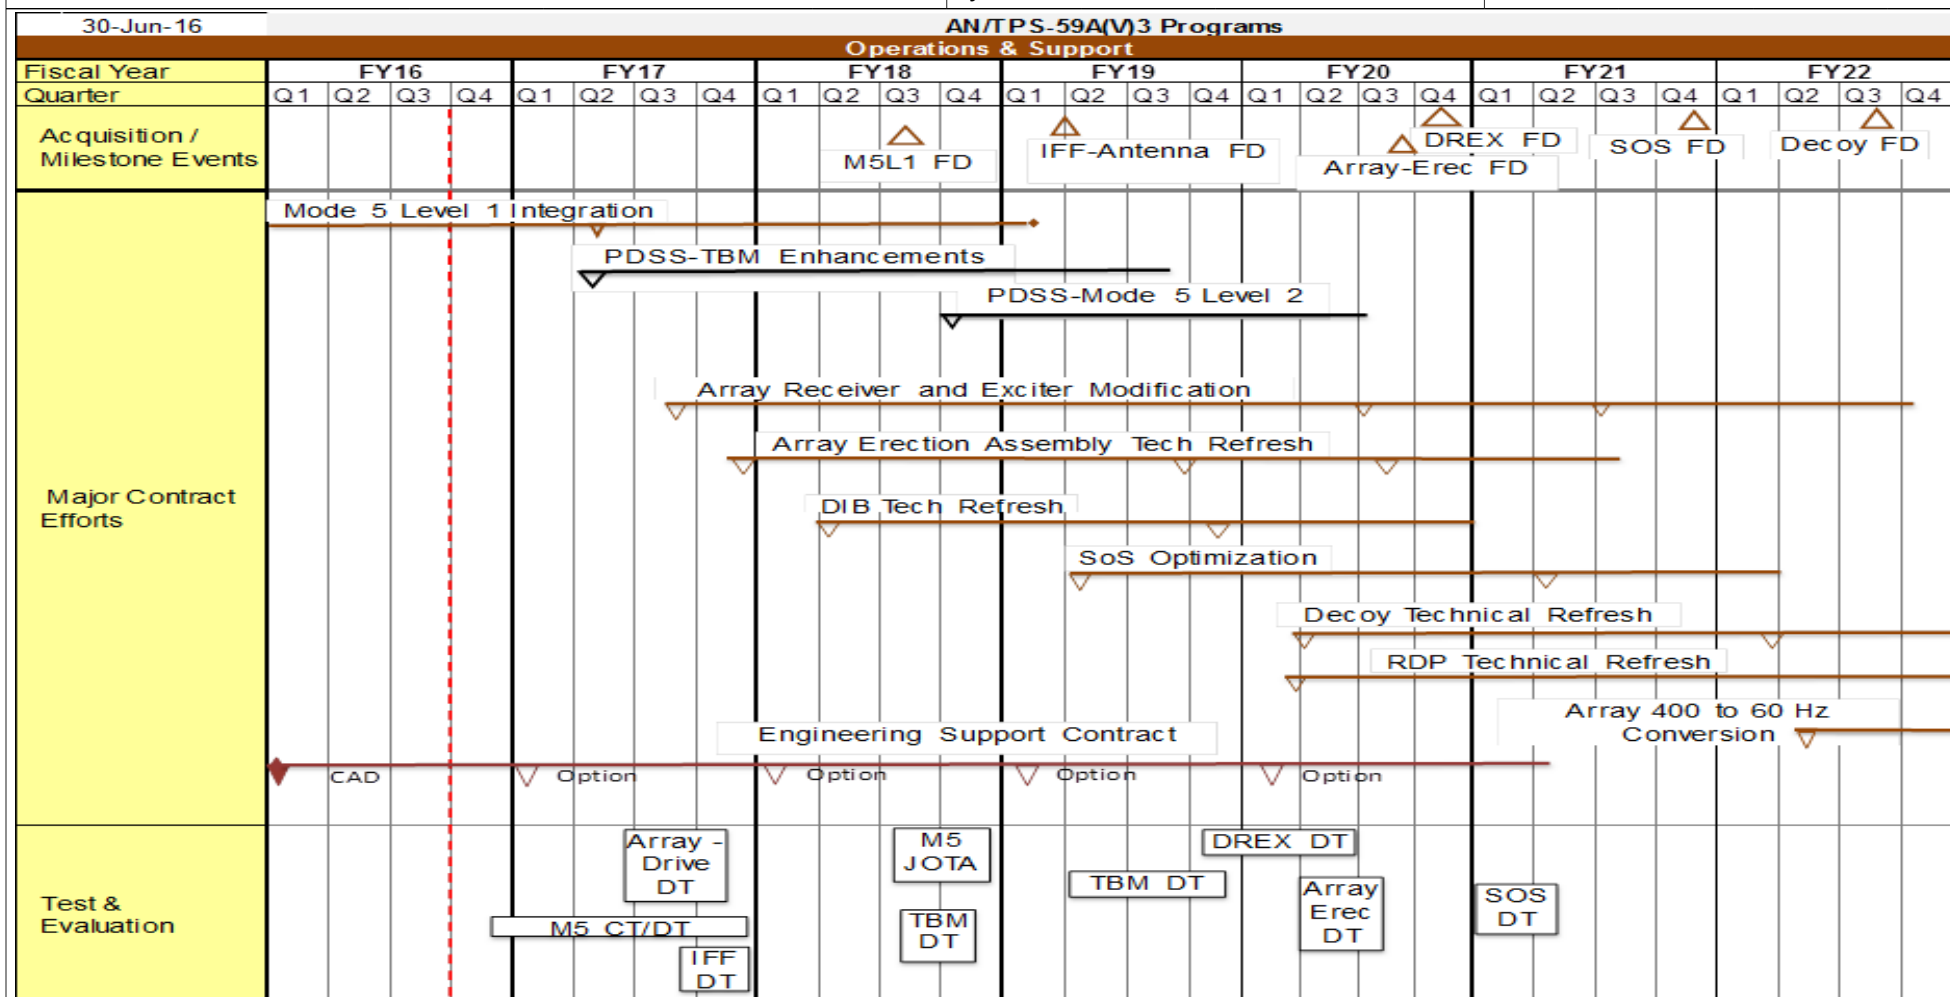 30-Jun-16 AN/TPS-59A(V)3 Programs
Operations & Support
Fiscal Year FY16 FY17 FY18 FY19 FY20 FY21 FY22
Quarter Q1 Q2 Q3 Q4 Q1 Q2 Q3 Q4 Q1 Q2 Q3 Q4 Q1 Q2 Q3 Q4 Q1 Q2 Q3 Q4 Q1 Q2 Q3 Q4 Q1 Q2 Q3 Q4
Acquisition /
Milestone Events
M5L1 FD
IFF-Antenna FD
DREX FD
Array-Erec FD
SOS FD
Decoy FD
Major Contract
Efforts
Mode 5 Level 1 Integration
PDSS-TBM Enhancements
PDSS-Mode 5 Level 2
Array Receiver and Exciter Modification
Array Erection Assembly Tech Refresh
DIB Tech Refresh
SoS Optimization
Decoy Technical Refresh
RDP Technical Refresh
Array 400 to 60 Hz
Conversion
Engineering Support Contract
CAD Option Option Option Option
Test &
Evaluation
Array -
Drive
DT
M5 CT/DT
IFF
DT
M5
JOTA
TBM
DT
DREX DT
TBM DT
Array
Erec
DT
SOS
DT